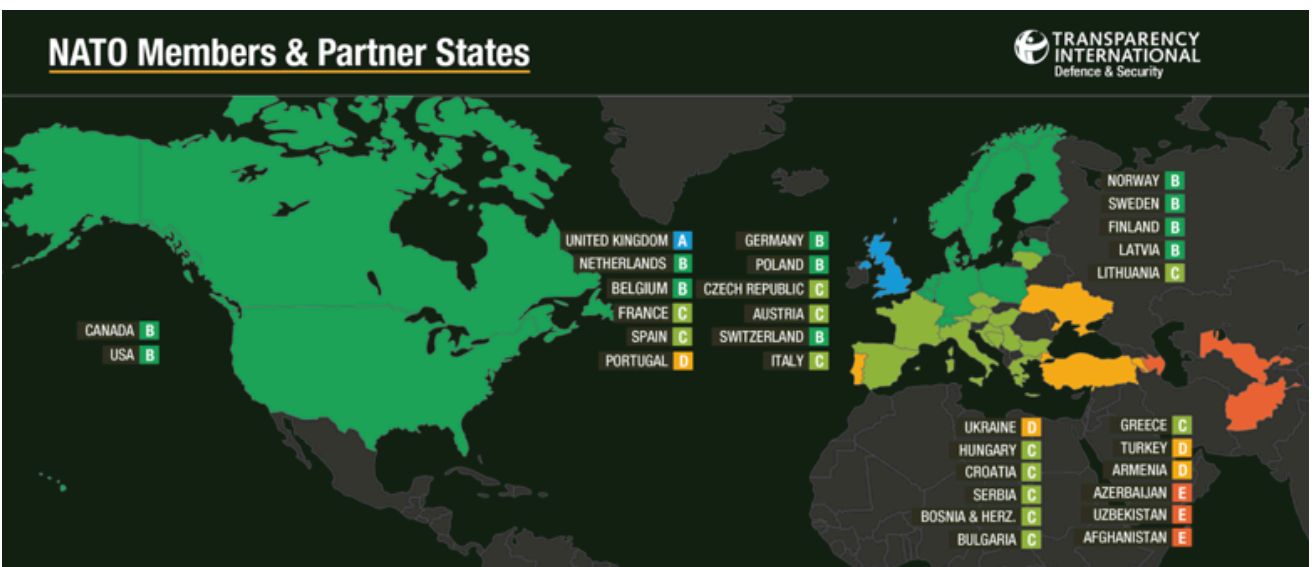 NATO Members & Partner States
TRANSPARENCY
INTERNATIONAL
Defence & Security
CANADA B
USA B
UNITED KINGDOM A
NETHERLANDS B
BELGIUM B
FRANCE C
SPAIN C
PORTUGAL D
GERMANY B
POLAND B
CZECH REPUBLIC C
AUSTRIA C
SWITZERLAND B
ITALY C
NORWAY B
SWEDEN B
FINLAND B
LATVIA B
LITHUANIA C
UKRAINE D
HUNGARY C
CROATIA C
SERBIA C
BOSNIA & HERZ. C
BULGARIA C
GREECE C
TURKEY D
ARMENIA D
AZERBAIJAN E
UZBEKISTAN E
AFGHANISTAN E